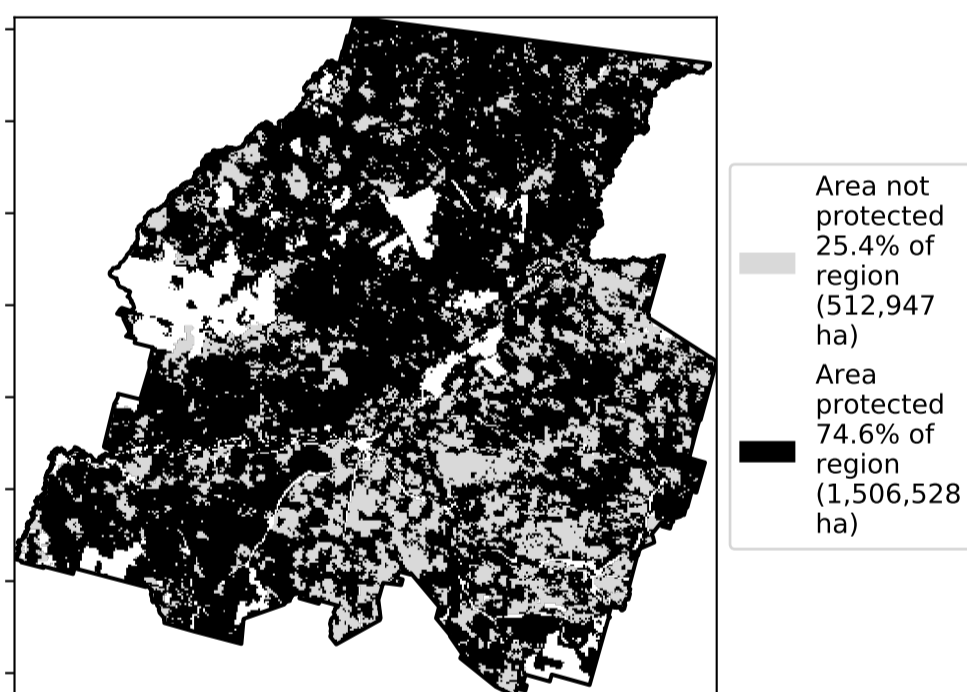 Area not
protected
25.4% of
region
(512,947
ha)
Area
protected
74.6% of
region
(1,506,528
ha)